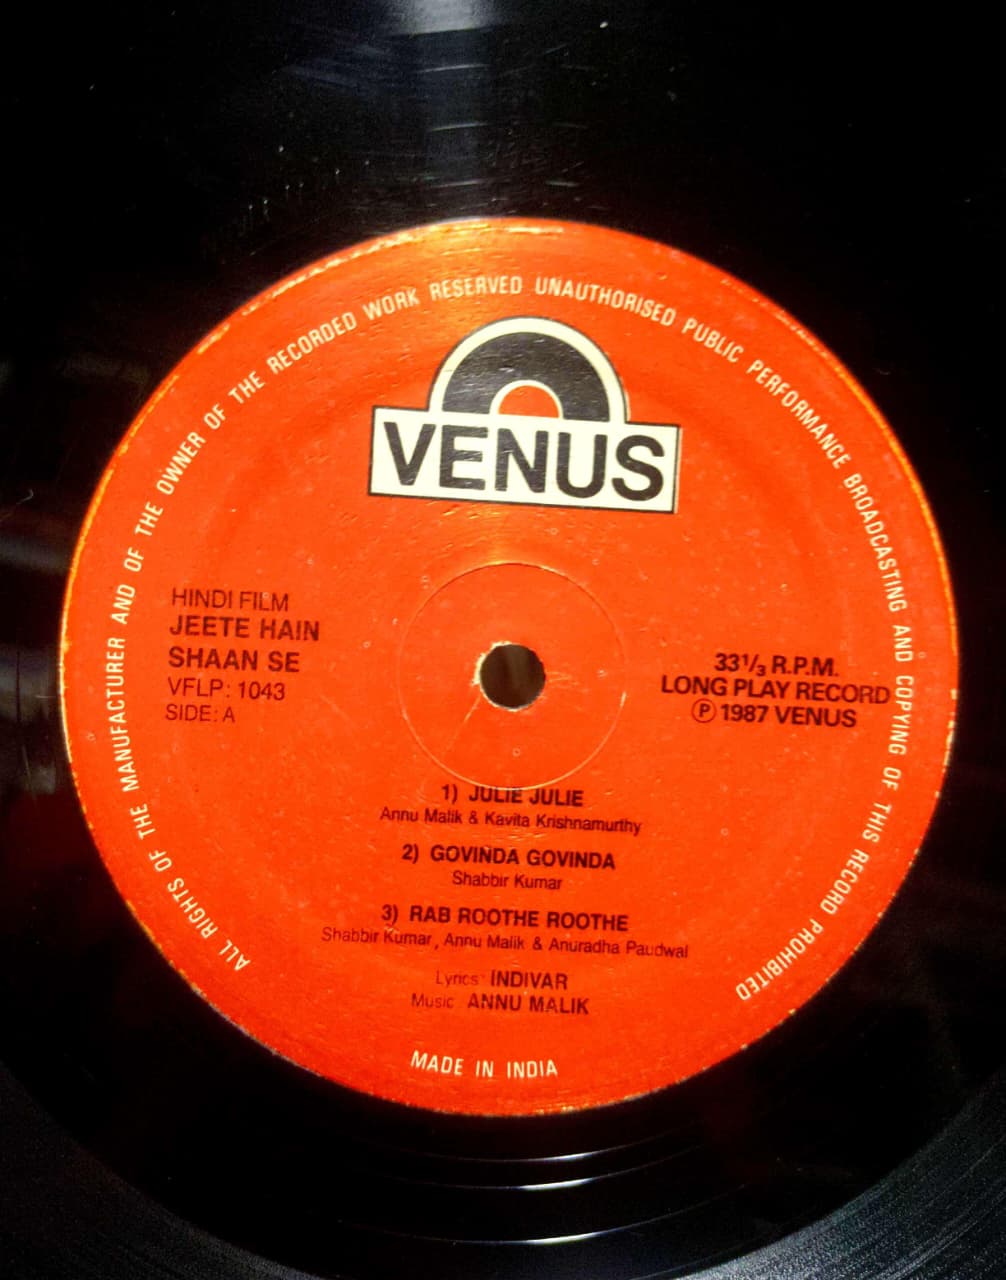 ALL RIGHTS OF THE MANUFACTURER AND OF THE OWNER OF THE RECORDED WORK RESERVED UNAUTHORISED PUBLIC PERFORMANCE BROADCASTING AND COPYING OF THIS RECORD PROHIBITED
VENUS
HINDI FILM
JEETE HAIN
SHAAN SE
VFLP: 1043
SIDE: A
33 1/3 R.P.M.
LONG PLAY RECORD
Ⓟ 1987 VENUS
1) JULIE JULIE
Annu Malik & Kavita Krishnamurthy
2) GOVINDA GOVINDA
Shabbir Kumar
3) RAB ROOTHE ROOTHE
Shabbir Kumar, Annu Malik & Anuradha Paudwal
Lyrics: INDIVAR
Music ANNU MALIK
MADE IN INDIA